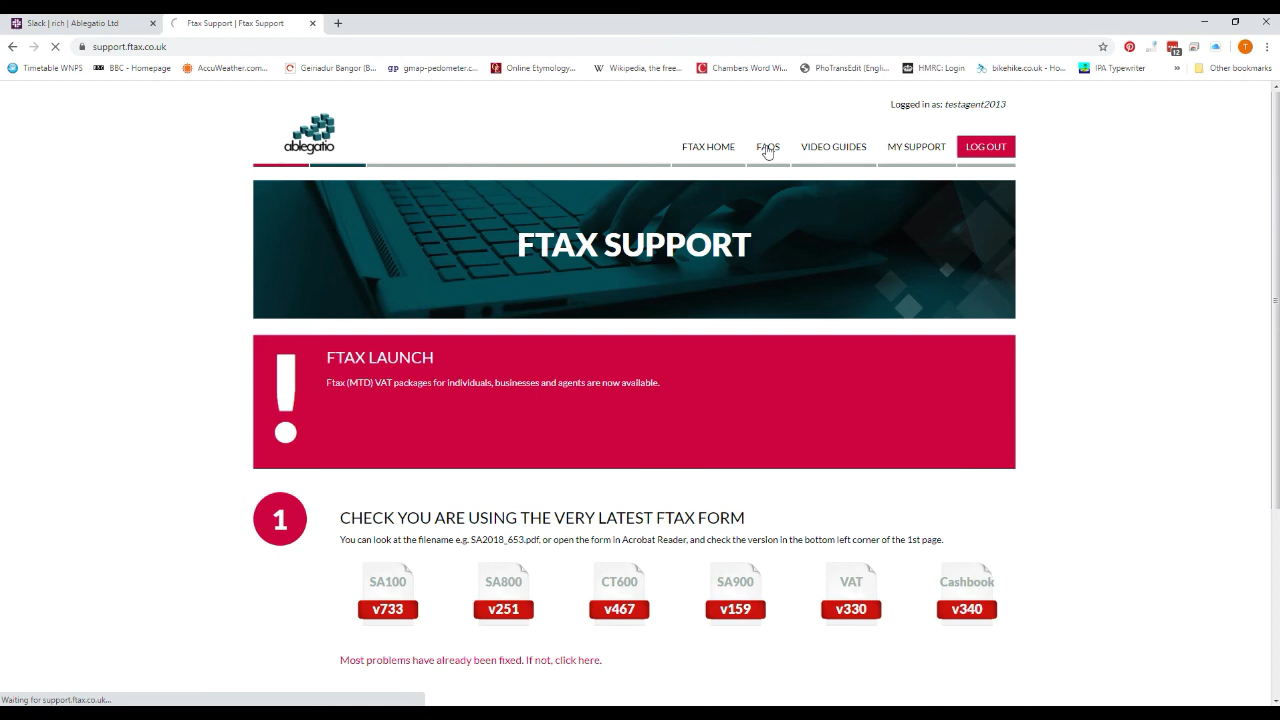 Slack | rich | Ablegatio Ltd
Ftax Support | Ftax Support
support.ftax.co.uk
12
T
Timetable WNPS
BBC BBC - Homepage
AccuWeather.com...
Geiriadur Bangor (B...
gp gmap-pedometer.c...
Online Etymology...
W Wikipedia, the free...
Chambers Word Wi...
PhoTransEdit (Engli...
HMRC: Login
bikehike.co.uk - Ho...
IPA Typewriter
»
Other bookmarks
Logged in as: testagent2013
ablegatio
FTAX HOME
FAQS
VIDEO GUIDES
MY SUPPORT
LOG OUT
FTAX SUPPORT
!
FTAX LAUNCH
Ftax (MTD) VAT packages for individuals, businesses and agents are now available.
1
CHECK YOU ARE USING THE VERY LATEST FTAX FORM
You can look at the filename e.g. SA2018_653.pdf, or open the form in Acrobat Reader, and check the version in the bottom left corner of the 1st page.
SA100 SA800 CT600 SA900 VAT Cashbook
v733 v251 v467 v159 v330 v340
Most problems have already been fixed. If not, click here.
Waiting for support.ftax.co.uk...